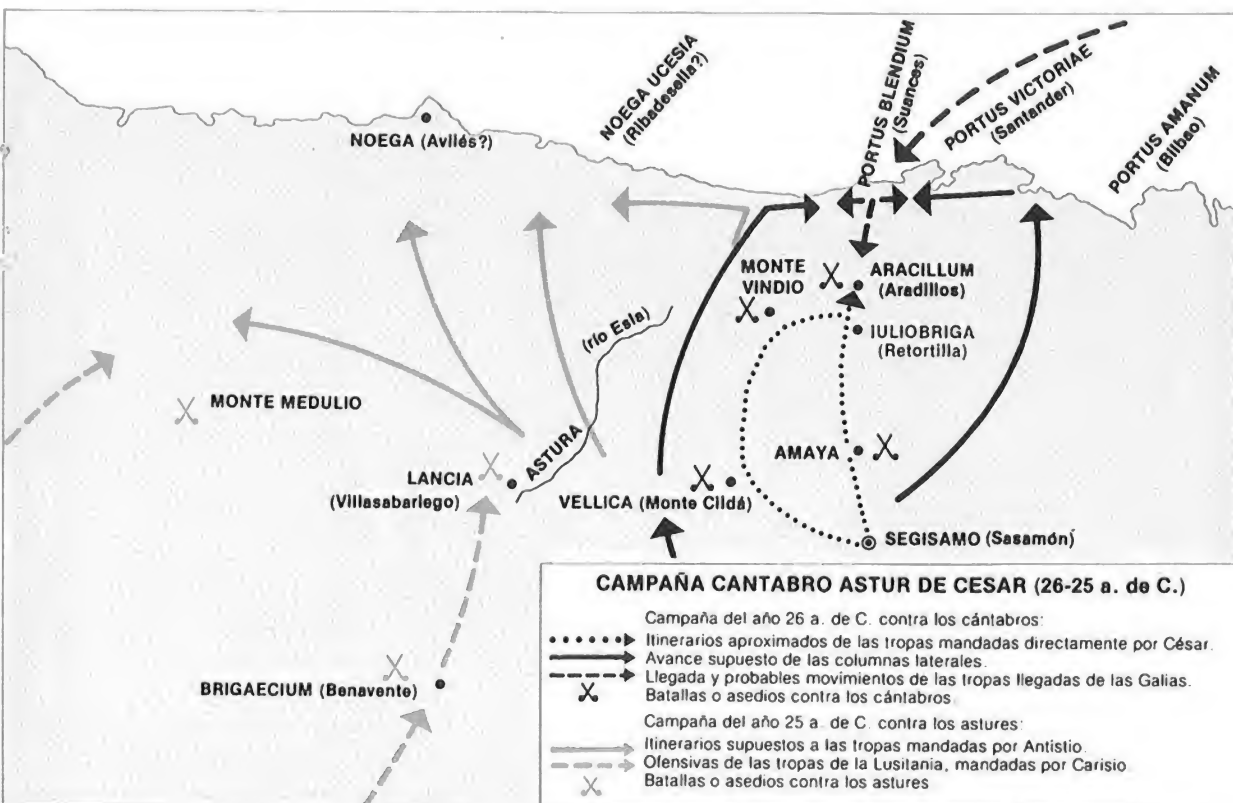 NOEGA (Avilés?)
NOEGA UCESIA
(Ribadesella?)
PORTUS BLENDIUM
(Suances)
PORTUS VICTORIAE
(Santander)
PORTUS AMANUM
(Bilbao)
MONTE
VINDIO
ARACILLUM
(Aradillos)
IULIOBRIGA
(Retortilla)
(río Esla)
ASTURA
MONTE MEDULIO
AMAYA
LANCIA
(Villasabariego)
VELLICA (Monte Cildá)
SEGISAMO (Sasamón)
BRIGAECIUM (Benavente)
CAMPAÑA CANTABRO ASTUR DE CESAR (26-25 a. de C.)
Campaña del año 26 a. de C. contra los cántabros:
Itinerarios aproximados de las tropas mandadas directamente por César.
Avance supuesto de las columnas laterales.
Llegada y probables movimientos de las tropas llegadas de las Galias.
Batallas o asedios contra los cántabros.
Campaña del año 25 a. de C. contra los astures:
Itinerarios supuestos a las tropas mandadas por Antistio.
Ofensivas de las tropas de la Lusitania, mandadas por Carisio.
Batallas o asedios contra los astures